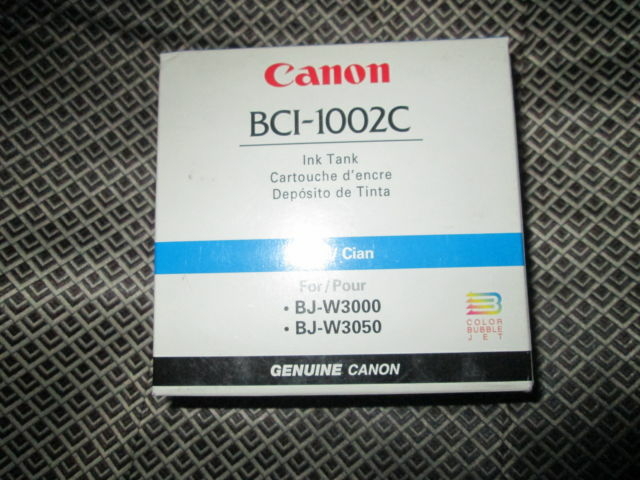 Canon
BCI-1002C
Ink Tank
Cartouche d'encre
Depósito de Tinta
/ Cian
For/Pour
• BJ-W3000
• BJ-W3050
COLOR
BUBBLE
JET
GENUINE CANON